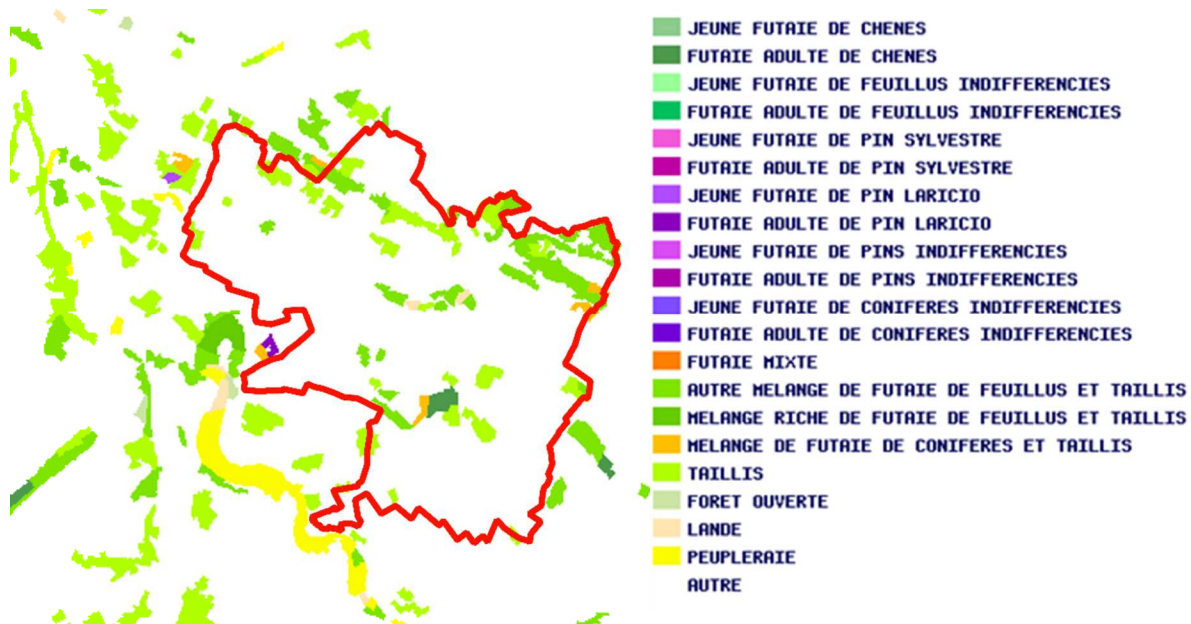 JEUNE FUTAIE DE CHENES
FUTAIE ADULTE DE CHENES
JEUNE FUTAIE DE FEUILLUS INDIFFERENCIES
FUTAIE ADULTE DE FEUILLUS INDIFFERENCIES
JEUNE FUTAIE DE PIN SYLVESTRE
FUTAIE ADULTE DE PIN SYLVESTRE
JEUNE FUTAIE DE PIN LARICIO
FUTAIE ADULTE DE PIN LARICIO
JEUNE FUTAIE DE PINS INDIFFERENCIES
FUTAIE ADULTE DE PINS INDIFFERENCIES
JEUNE FUTAIE DE CONIFERES INDIFFERENCIES
FUTAIE ADULTE DE CONIFERES INDIFFERENCIES
FUTAIE MIXTE
AUTRE MELANGE DE FUTAIE DE FEUILLUS ET TAILLIS
MELANGE RICHE DE FUTAIE DE FEUILLUS ET TAILLIS
MELANGE DE FUTAIE DE CONIFERES ET TAILLIS
TAILLIS
FORET OUVERTE
LANDE
PEUPLERAIE
AUTRE